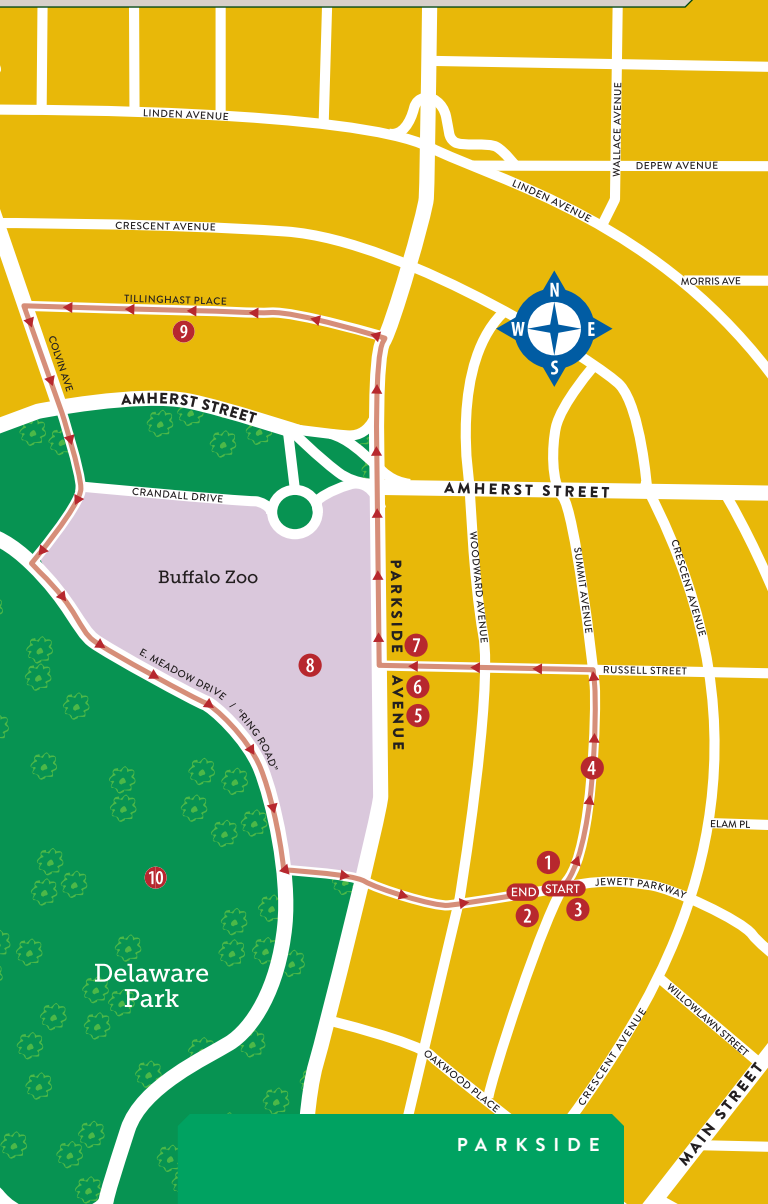 LINDEN AVENUE
WALLACE AVENUE
DEPEW AVENUE
LINDEN AVENUE
CRESCENT AVENUE
MORRIS AVE
N
W
E
S
TILLINGHAST PLACE
9
COLVIN AVE
AMHERST STREET
CRANDALL DRIVE
AMHERST STREET
Buffalo Zoo
PARKSIDE AVENUE
WOODWARD AVENUE
SUMMIT AVENUE
CRESCENT AVENUE
7
8
RUSSELL STREET
6
5
E. MEADOW DRIVE / "RING ROAD"
4
ELAM PL
1
10
END
START
JEWETT PARKWAY
2
3
Delaware
Park
WILLOWLAWN STREET
CRESCENT AVENUE
OAKWOOD PLACE
MAIN STREET
PARKSIDE